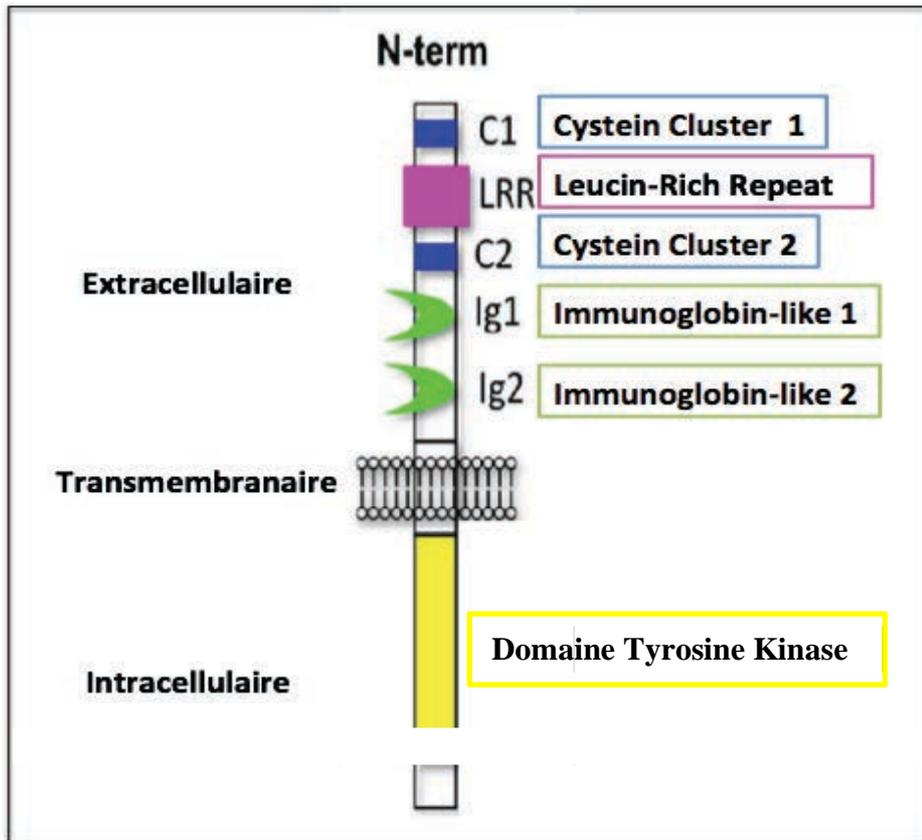 N-term
C1 Cystein Cluster 1
LRR Leucin-Rich Repeat
C2 Cystein Cluster 2
Extracellulaire
Ig1 Immunoglobin-like 1
Ig2 Immunoglobin-like 2
Transmembranaire
Domaine Tyrosine Kinase
Intracellulaire